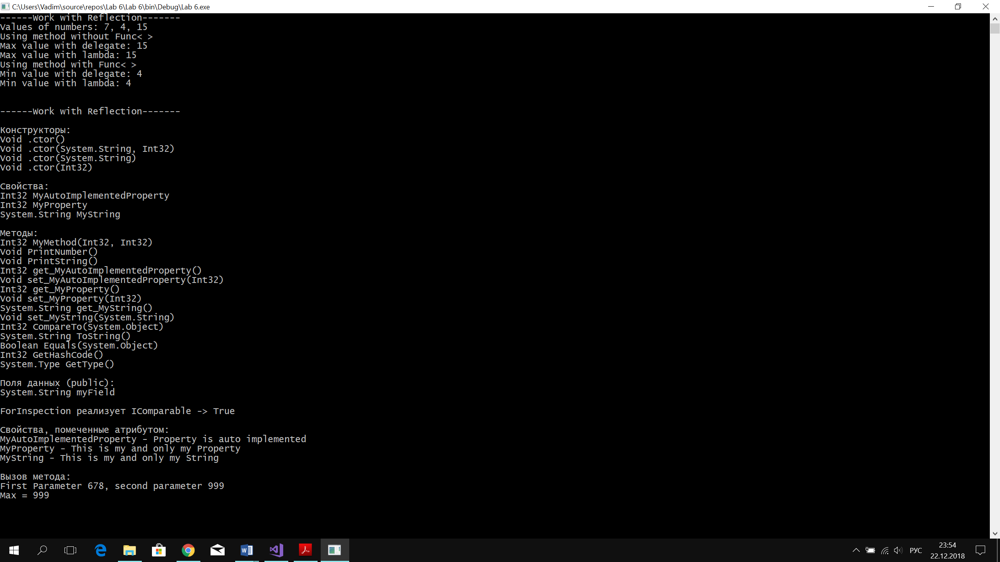 C:\Users\Vadim\source\repos\Lab 6\Lab 6\bin\Debug\Lab 6.exe
------Work with Reflection-------
Values of numbers: 7, 4, 15
Using method without Func< >
Max value with delegate: 15
Max value with lambda: 15
Using method with Func< >
Min value with delegate: 4
Min value with lambda: 4
------Work with Reflection-------
Конструкторы:
Void .ctor()
Void .ctor(System.String, Int32)
Void .ctor(System.String)
Void .ctor(Int32)
Свойства:
Int32 MyAutoImplementedProperty
Int32 MyProperty
System.String MyString
Методы:
Int32 MyMethod(Int32, Int32)
Void PrintNumber()
Void PrintString()
Int32 get_MyAutoImplementedProperty()
Void set_MyAutoImplementedProperty(Int32)
Int32 get_MyProperty()
Void set_MyProperty(Int32)
System.String get_MyString()
Void set_MyString(System.String)
Int32 CompareTo(System.Object)
System.String ToString()
Boolean Equals(System.Object)
Int32 GetHashCode()
System.Type GetType()
Поля данных (public):
System.String myField
ForInspection реализует IComparable -> True
Свойства, помеченные атрибутом:
MyAutoImplementedProperty - Property is auto implemented
MyProperty - This is my and only my Property
MyString - This is my and only my String
Вызов метода:
First Parameter 678, second parameter 999
Max = 999
РУС
23:54
22.12.2018